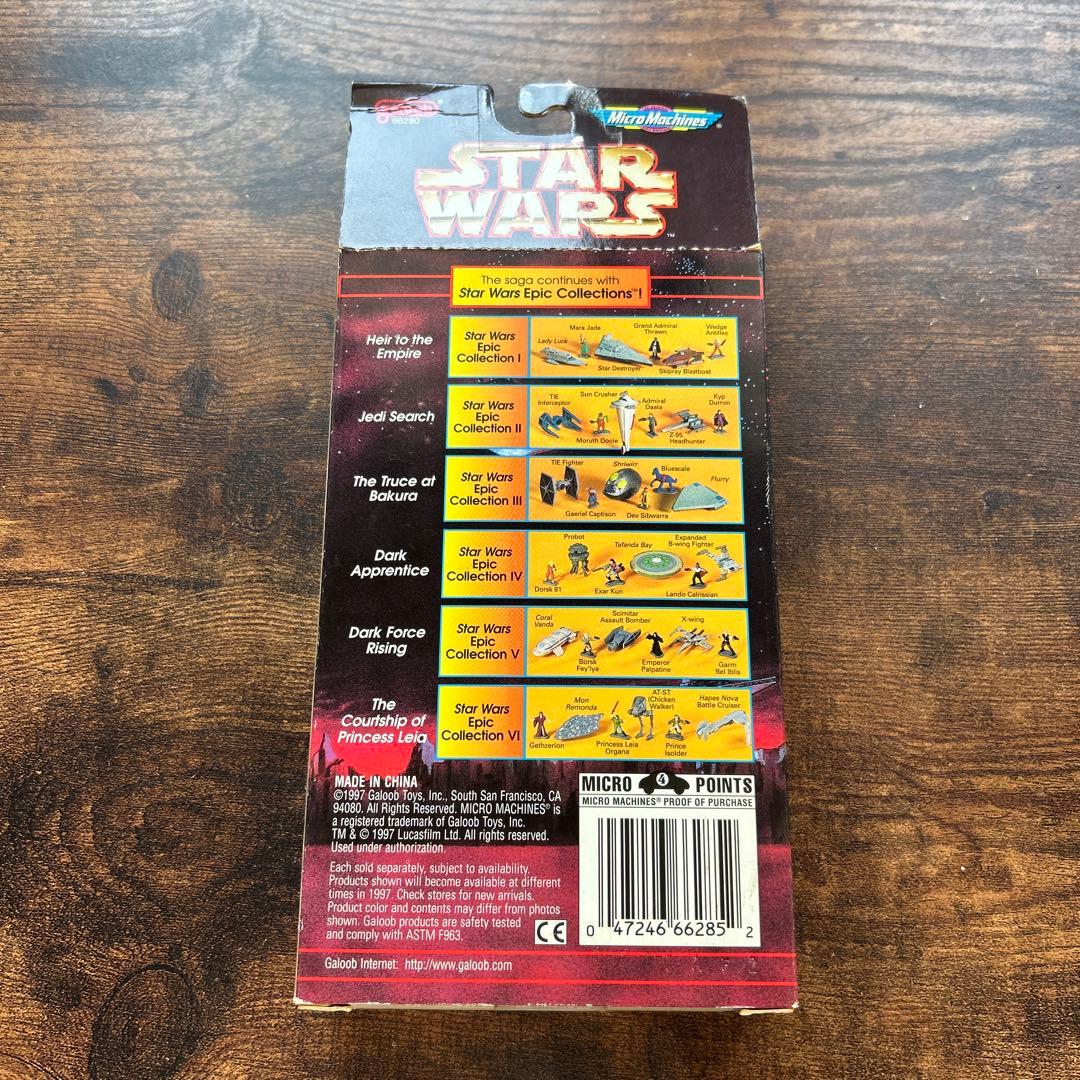 68280
Micro Machines®
STAR
WARS™
The saga continues with
Star Wars Epic Collections™!
Heir to the
Empire
Star Wars
Epic
Collection I
Lady Luck
Mara Jade
Star Destroyer
Grand Admiral
Thrawn
Skipray Blastboat
Wedge
Antilles
Jedi Search
Star Wars
Epic
Collection II
TIE
Interceptor
Moruth Doole
Sun Crusher
Admiral
Daala
Z-95
Headhunter
Kyp
Durron
The Truce at
Bakura
Star Wars
Epic
Collection III
TIE Fighter
Gaeriel Captison
Shriwirr
Dev Sibwarra
Bluescale
Flurry
Dark
Apprentice
Star Wars
Epic
Collection IV
Dorsk 81
Probot
Exar Kun
Tafanda Bay
Lando Calrissian
Expanded
B-wing Fighter
Dark Force
Rising
Star Wars
Epic
Collection V
Coral
Vanda
Borsk
Fey'lya
Scimitar
Assault Bomber
Emperor
Palpatine
X-wing
Garm
Bel Iblis
The
Courtship of
Princess Leia
Star Wars
Epic
Collection VI
Gethzerion
Mon
Remonda
Princess Leia
Organa
AT-ST
(Chicken
Walker)
Prince
Isolder
Hapes Nova
Battle Cruiser
MADE IN CHINA
©1997 Galoob Toys, Inc., South San Francisco, CA
94080. All Rights Reserved. MICRO MACHINES® is
a registered trademark of Galoob Toys, Inc.
TM & © 1997 Lucasfilm Ltd. All rights reserved.
Used under authorization.
Each sold separately, subject to availability.
Products shown will become available at different
times in 1997. Check stores for new arrivals.
Product color and contents may differ from photos
shown. Galoob products are safety tested
and comply with ASTM F963.
CE
Galoob Internet: http://www.galoob.com
MICRO 4 POINTS
MICRO MACHINES® PROOF OF PURCHASE
0 47246 66285 2